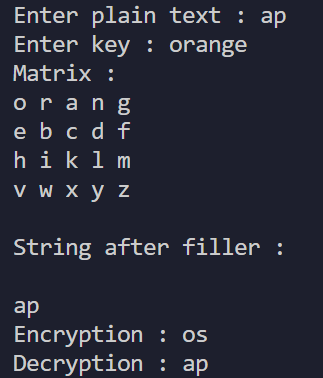 Enter plain text : ap
Enter key : orange
Matrix :
o r a n g
e b c d f
h i k l m
v w x y z
String after filler :
ap
Encryption : os
Decryption : ap